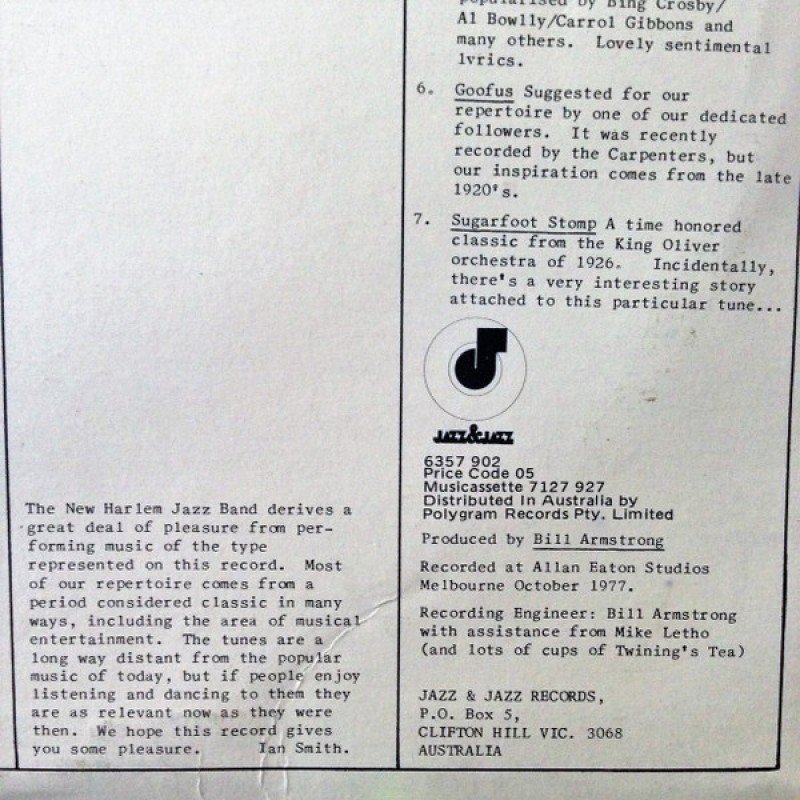 popularised by Bing Crosby/
Al Bowlly/Carrol Gibbons and
many others. Lovely sentimental
lvrics.
6. Goofus Suggested for our
repertoire by one of our dedicated
followers. It was recently
recorded by the Carpenters, but
our inspiration comes from the late
1920's.
7. Sugarfoot Stomp A time honored
classic from the King Oliver
orchestra of 1926. Incidentally,
there's a very interesting story
attached to this particular tune...
Jazz&Jazz
6357 902
Price Code 05
Musicassette 7127 927
Distributed In Australia by
Polygram Records Pty. Limited
Produced by Bill Armstrong
Recorded at Allan Eaton Studios
Melbourne October 1977.
Recording Engineer: Bill Armstrong
with assistance from Mike Letho
(and lots of cups of Twining's Tea)
JAZZ & JAZZ RECORDS,
P.O. Box 5,
CLIFTON HILL VIC. 3068
AUSTRALIA
The New Harlem Jazz Band derives a
great deal of pleasure from per-
forming music of the type
represented on this record. Most
of our repertoire comes from a
period considered classic in many
ways, including the area of musical
entertainment. The tunes are a
long way distant from the popular
music of today, but if people enjoy
listening and dancing to them they
are as relevant now as they were
then. We hope this record gives
you some pleasure. Ian Smith.